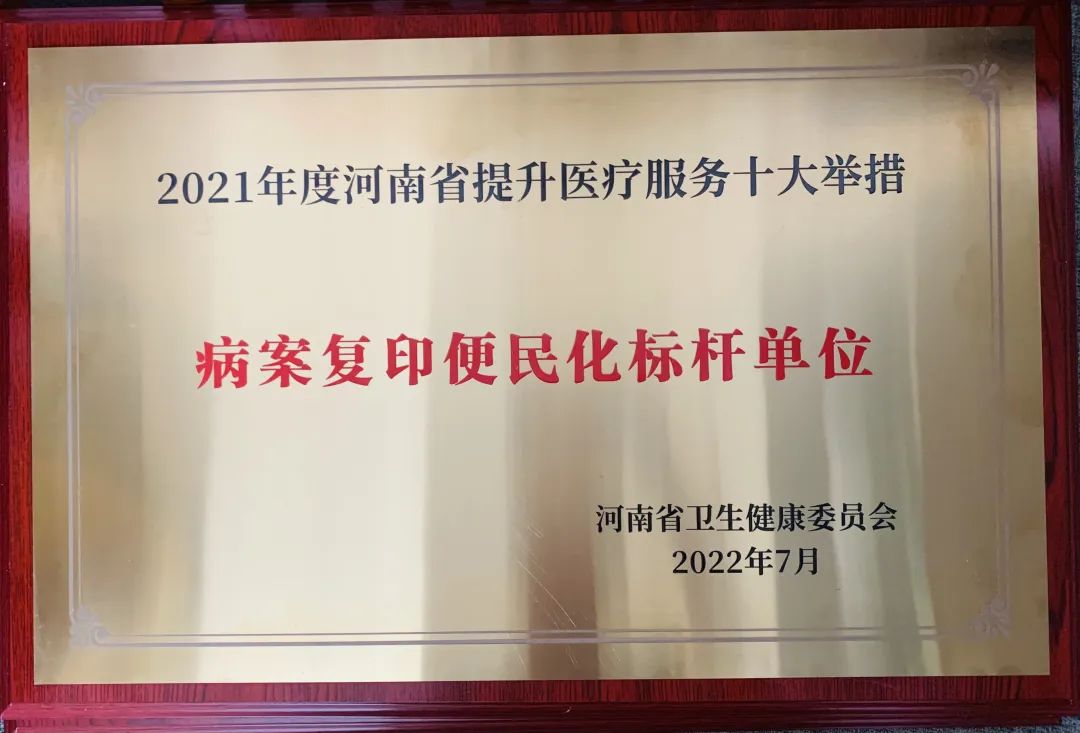 2021年度河南省提升医疗服务十大举措
病案复印便民化标杆单位
河南省卫生健康委员会
2022年7月